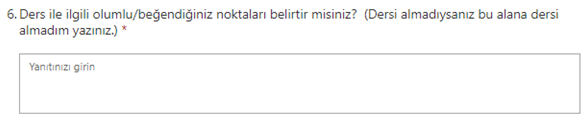 6. Ders ile ilgili olumlu/beğendiğiniz noktaları belirtir misiniz? (Dersi almadıysanız bu alana dersi
almadım yazınız.) *
Yanıtınızı girin